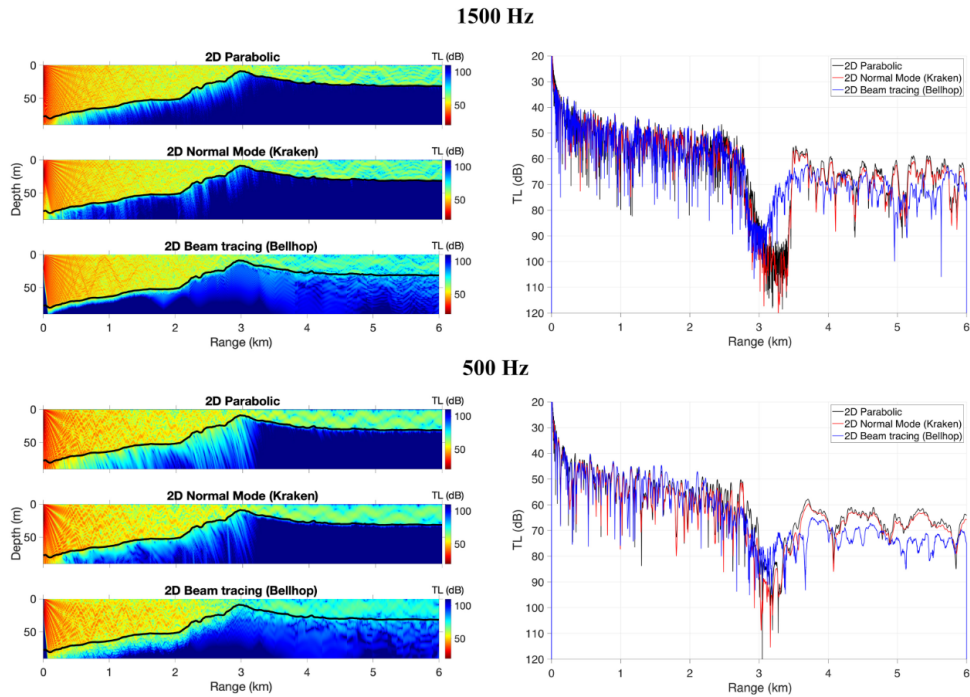 1500 Hz
2D Parabolic
TL (dB)
0
50
100
50
2D Normal Mode (Kraken)
TL (dB)
Depth (m)
0
50
100
50
2D Beam tracing (Bellhop)
TL (dB)
0
50
100
50
0 1 2 3 4 5 6
Range (km)
20
30
40
50
60
70
80
90
100
110
120
TL (dB)
2D Parabolic
2D Normal Mode (Kraken)
2D Beam tracing (Bellhop)
0 1 2 3 4 5 6
Range (km)
500 Hz
2D Parabolic
TL (dB)
0
50
100
50
2D Normal Mode (Kraken)
TL (dB)
Depth (m)
0
50
100
50
2D Beam tracing (Bellhop)
TL (dB)
0
50
100
50
0 1 2 3 4 5 6
Range (km)
20
30
40
50
60
70
80
90
100
110
120
TL (dB)
2D Parabolic
2D Normal Mode (Kraken)
2D Beam tracing (Bellhop)
0 1 2 3 4 5 6
Range (km)